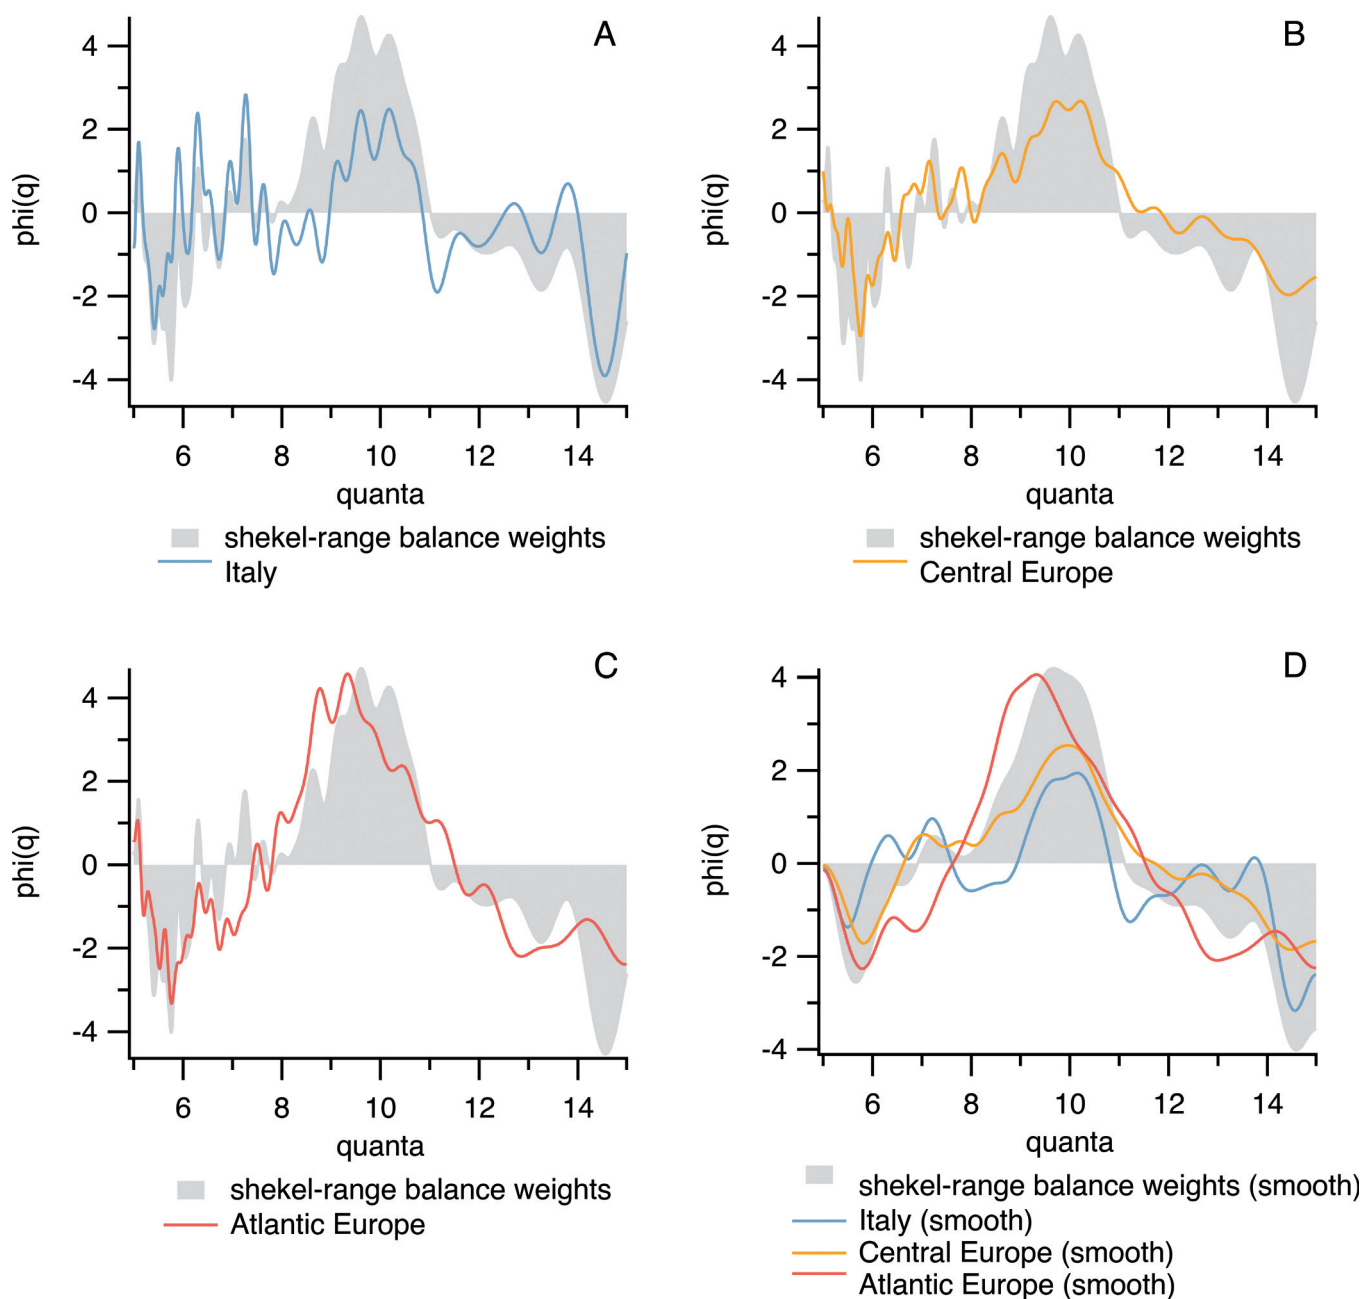 A
4
2
0
-2
-4
phi(q)
6 8 10 12 14
quanta
shekel-range balance weights
Italy
B
4
2
0
-2
-4
phi(q)
6 8 10 12 14
quanta
shekel-range balance weights
Central Europe
C
4
2
0
-2
-4
phi(q)
6 8 10 12 14
quanta
shekel-range balance weights
Atlantic Europe
D
4
2
0
-2
-4
phi(q)
6 8 10 12 14
quanta
shekel-range balance weights (smooth)
Italy (smooth)
Central Europe (smooth)
Atlantic Europe (smooth)